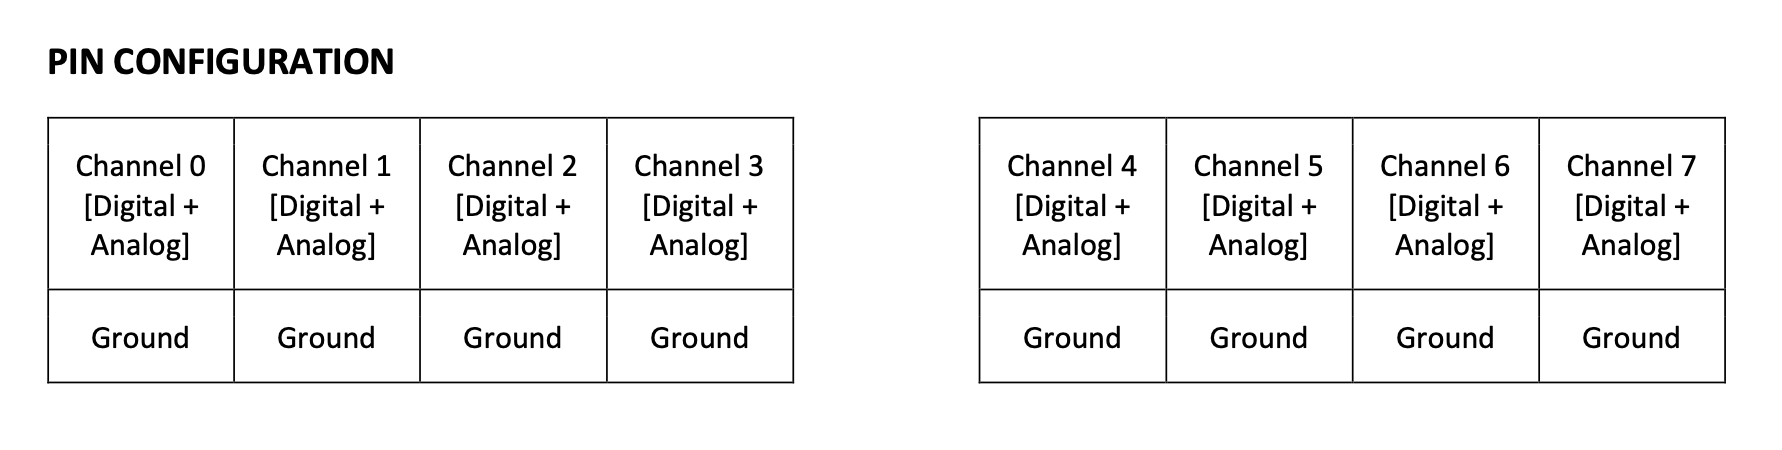 PIN CONFIGURATION
Channel 0
[Digital +
Analog]
Channel 1
[Digital +
Analog]
Channel 2
[Digital +
Analog]
Channel 3
[Digital +
Analog]
Ground
Ground
Ground
Ground
Channel 4
[Digital +
Analog]
Channel 5
[Digital +
Analog]
Channel 6
[Digital +
Analog]
Channel 7
[Digital +
Analog]
Ground
Ground
Ground
Ground